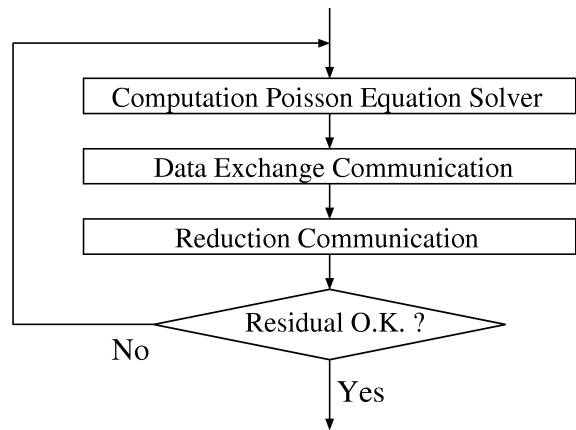 Computation Poisson Equation Solver
Data Exchange Communication
Reduction Communication
Residual O.K. ?
No
Yes